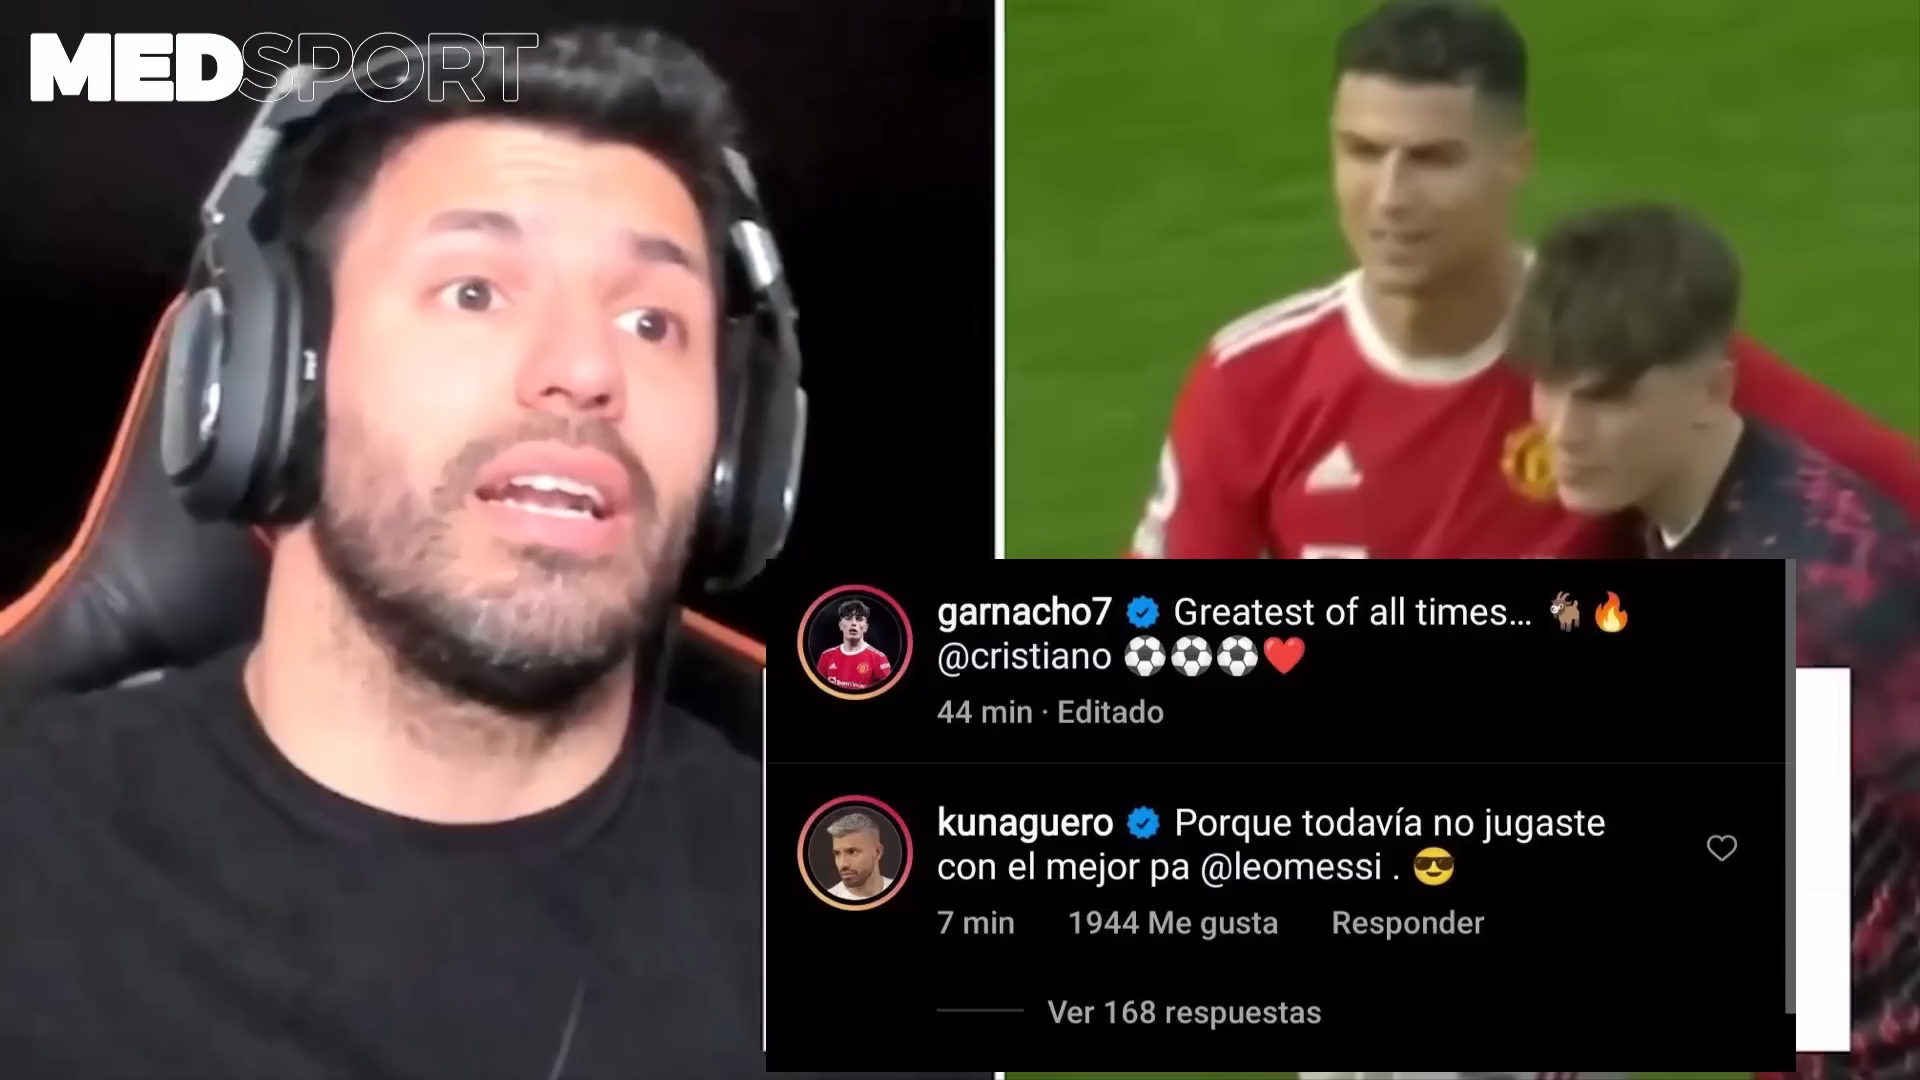 MEDSPORT
garnacho7 Greatest of all times... 🐐🔥
@cristiano ⚽⚽⚽❤️
44 min · Editado
kunaguero Porque todavía no jugaste
con el mejor pa @leomessi . 😎
7 min 1944 Me gusta Responder
Ver 168 respuestas